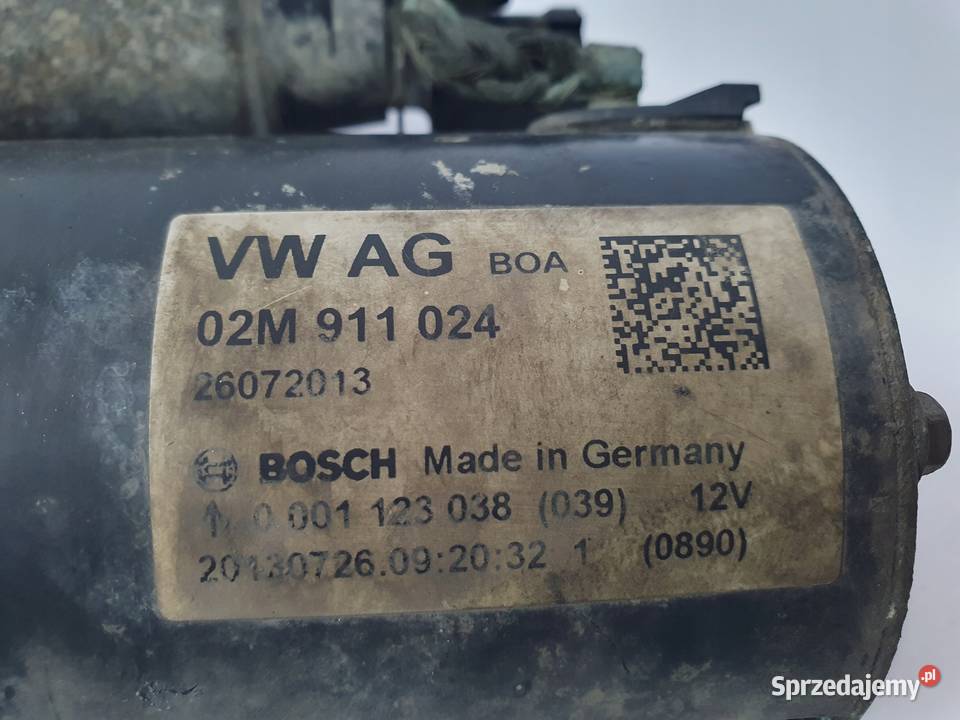 VW AG BOA
02M 911 024
26072013
BOSCH Made in Germany
0 001 123 038 (039) 12V
20130726.09:20:32 1 (0890)
Sprzedajemy.pl